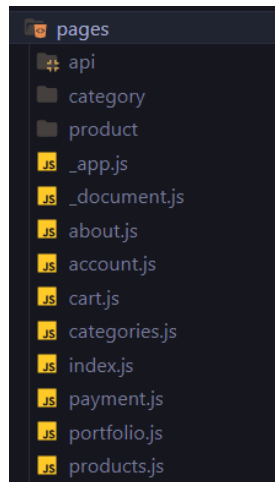 pages
api
category
product
JS _app.js
JS _document.js
JS about.js
JS account.js
JS cart.js
JS categories.js
JS index.js
JS payment.js
JS portfolio.js
JS products.js